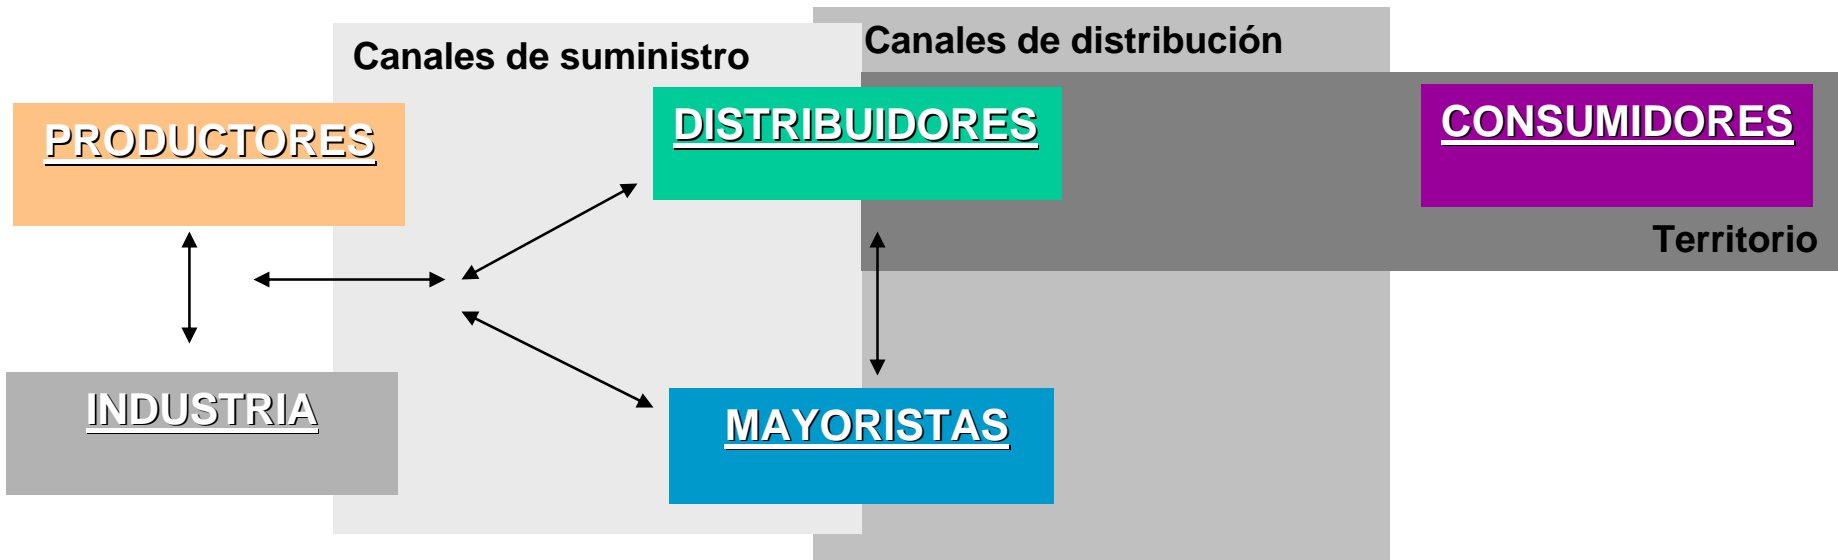 Canales de suministro
Canales de distribución
PRODUCTORES
DISTRIBUIDORES
CONSUMIDORES
Territorio
INDUSTRIA
MAYORISTAS